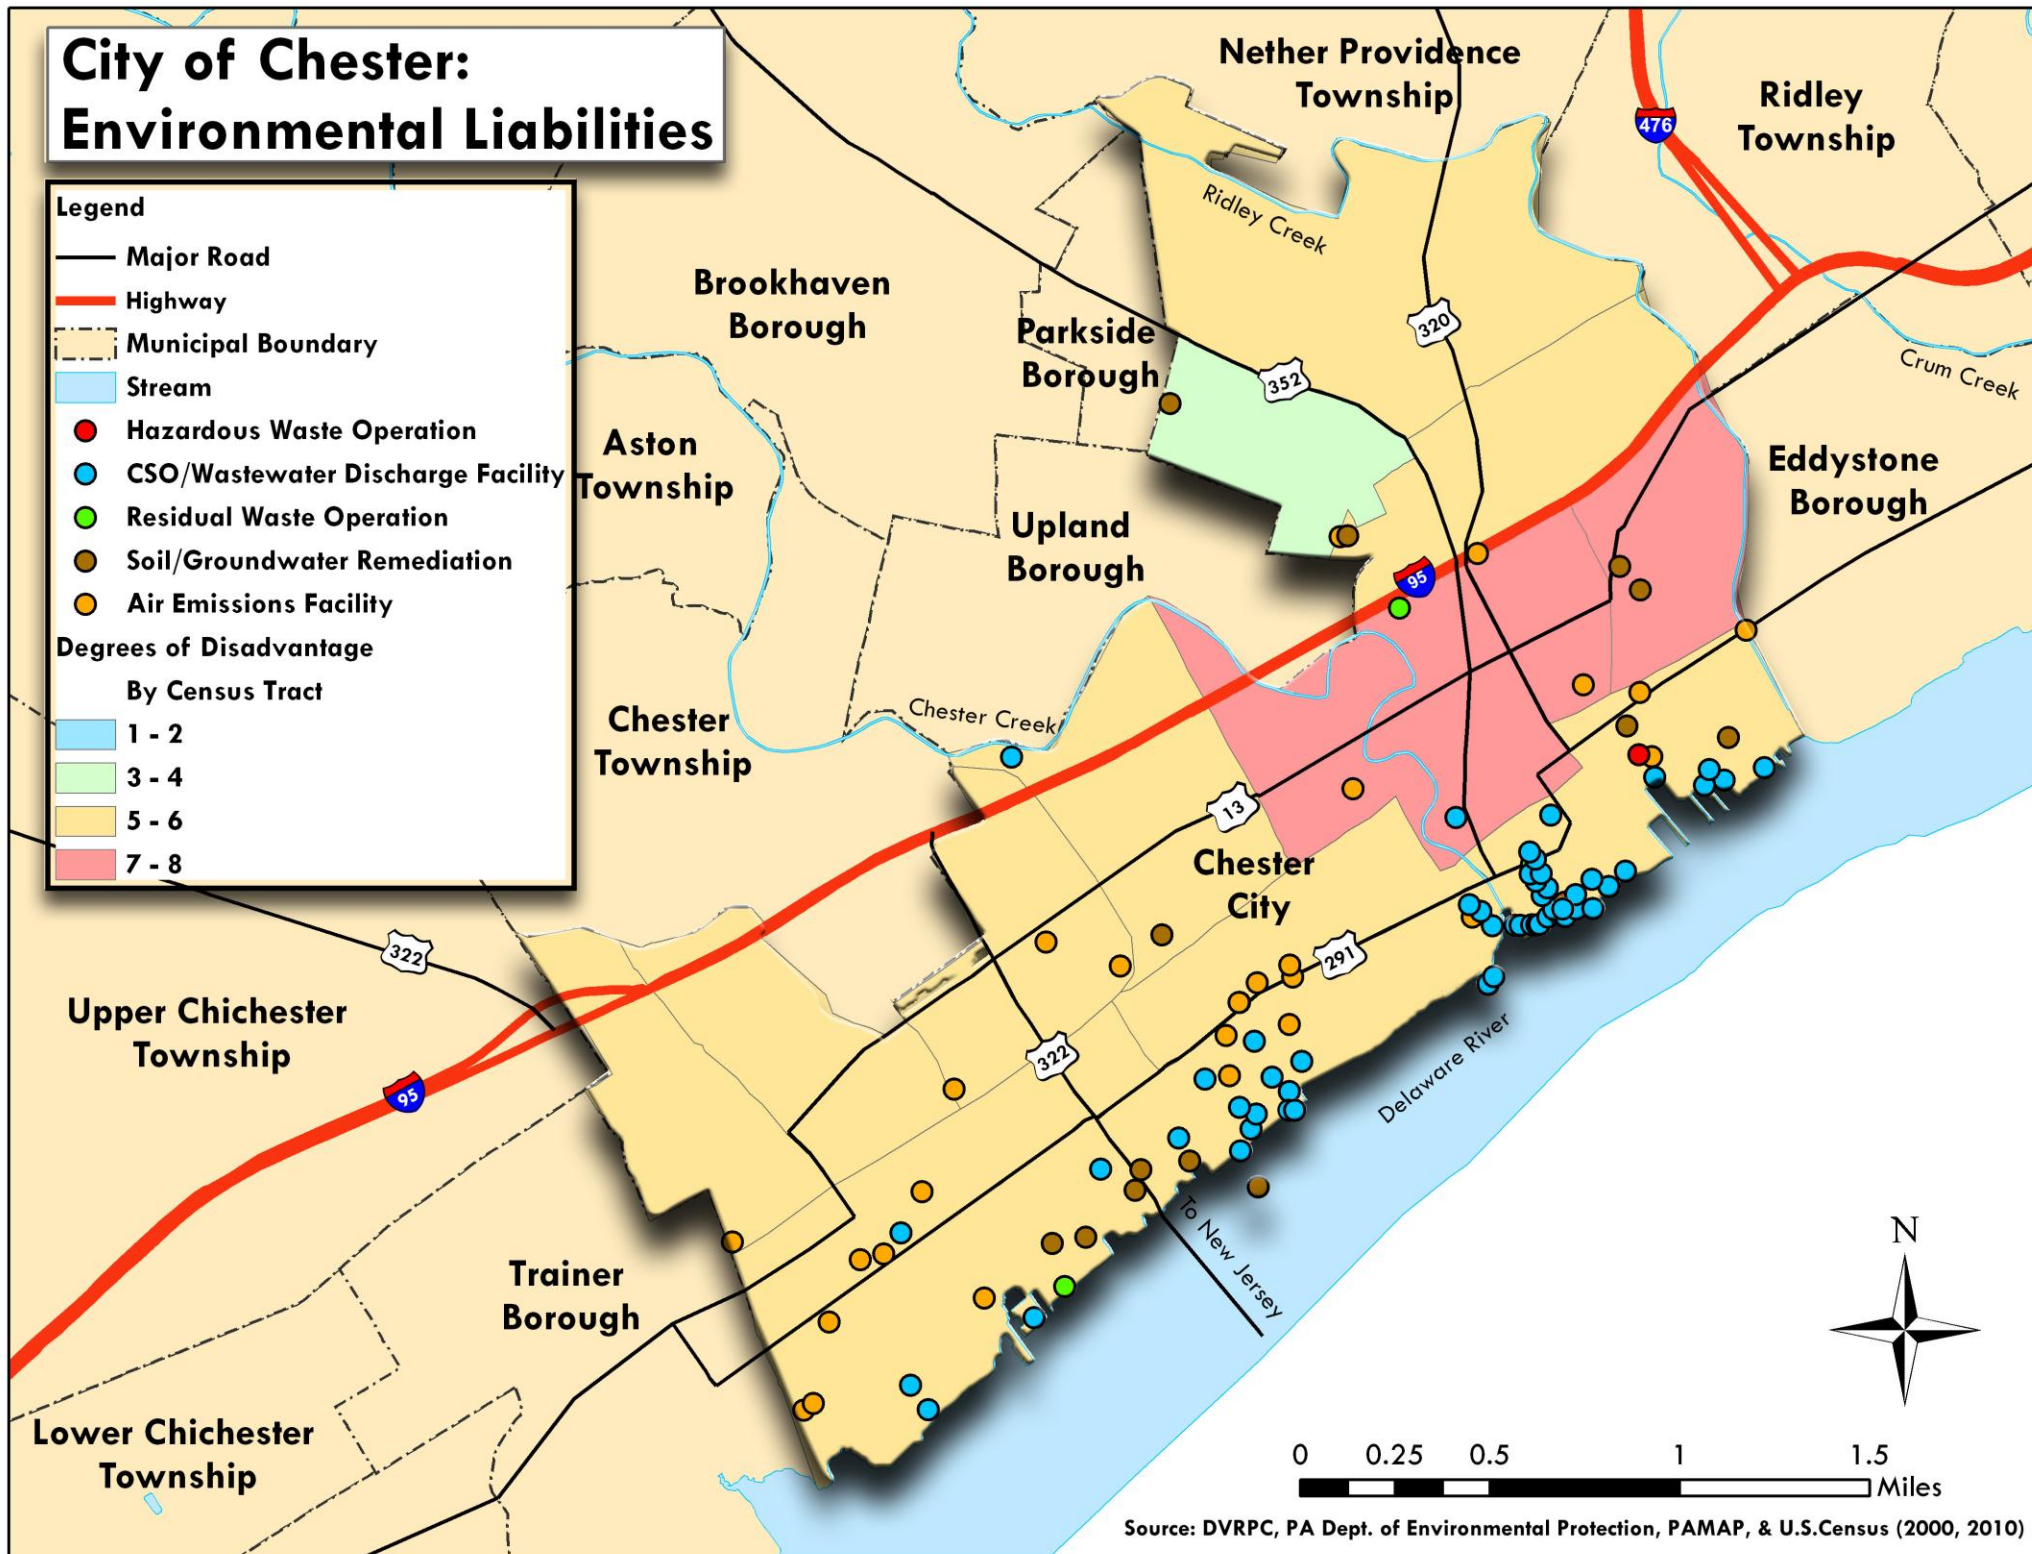 City of Chester:
Environmental Liabilities
Legend
Major Road
Highway
Municipal Boundary
Stream
Hazardous Waste Operation
CSO/Wastewater Discharge Facility
Residual Waste Operation
Soil/Groundwater Remediation
Air Emissions Facility
Degrees of Disadvantage
By Census Tract
1 - 2
3 - 4
5 - 6
7 - 8
Nether Providence
Township
Ridley
Township
476
Ridley Creek
Brookhaven
Borough
Parkside
Borough
320
352
Crum Creek
Aston
Township
Eddystone
Borough
Upland
Borough
95
Chester
Township
Chester Creek
13
Chester
City
322
291
Upper Chichester
Township
322
95
Delaware River
To New Jersey
Trainer
Borough
Lower Chichester
Township
N
0 0.25 0.5 1 1.5
Miles
Source: DVRPC, PA Dept. of Environmental Protection, PAMAP, & U.S.Census (2000, 2010)